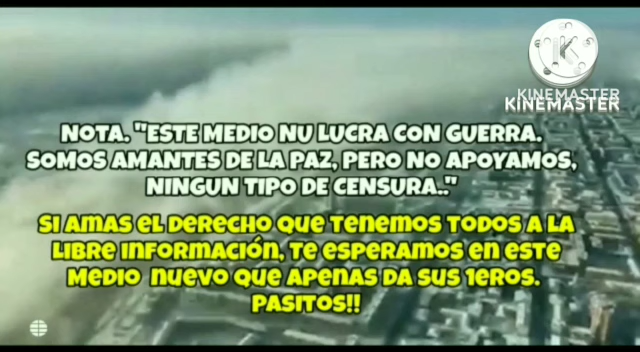 KINEMASTER
KINEMASTER
NOTA. "ESTE MEDIO NU LUCRA CON GUERRA.
SOMOS AMANTES DE LA PAZ, PERO NO APOYAMOS,
NINGUN TIPO DE CENSURA.."
SI AMAS EL DERECHO QUE TENEMOS TODOS A LA
LIBRE INFORMACIÓN, TE ESPERAMOS EN ESTE
MEDIO NUEVO QUE APENAS DA SUS 1EROS.
PASITOS!!